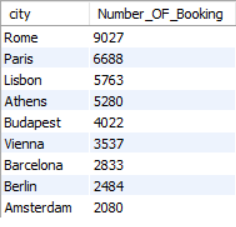 city Number_OF_Booking
Rome 9027
Paris 6688
Lisbon 5763
Athens 5280
Budapest 4022
Vienna 3537
Barcelona 2833
Berlin 2484
Amsterdam 2080